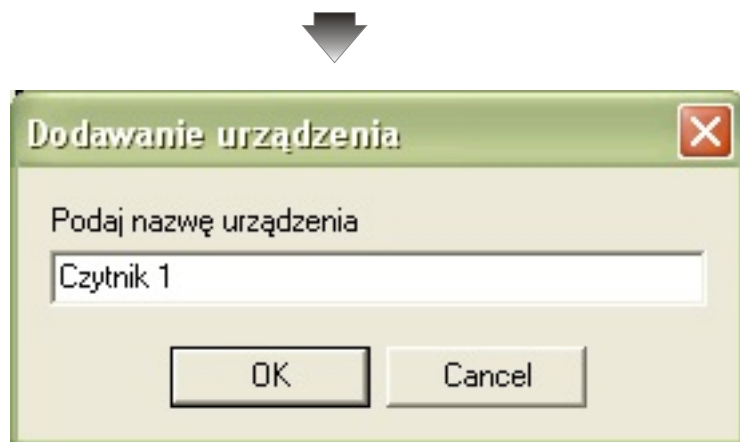 Dodawanie urządzenia
Podaj nazwę urządzenia
Czytnik 1
OK Cancel